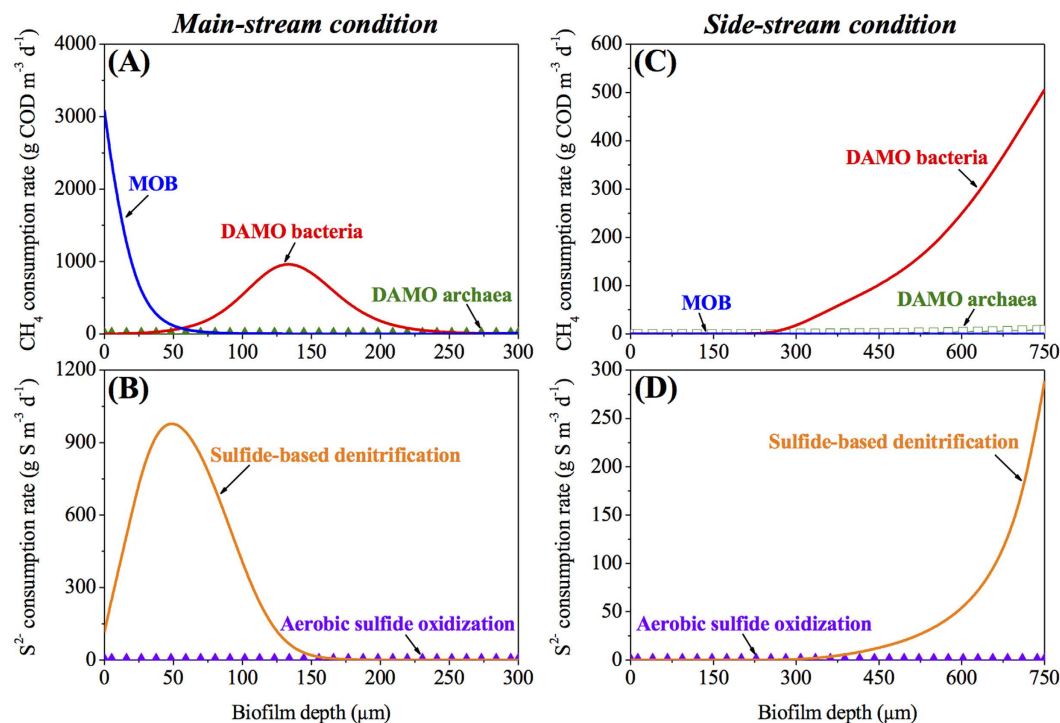 Main-stream condition
Side-stream condition
(A)
CH₄ consumption rate (g COD m⁻³ d⁻¹)
4000
3000
2000
1000
0
MOB
DAMO bacteria
DAMO archaea
0 50 100 150 200 250 300
(C)
CH₄ consumption rate (g COD m⁻³ d⁻¹)
600
500
400
300
200
100
0
DAMO bacteria
MOB
DAMO archaea
0 150 300 450 600 750
(B)
S²⁻ consumption rate (g S m⁻³ d⁻¹)
1200
900
600
300
0
Sulfide-based denitrification
Aerobic sulfide oxidization
0 50 100 150 200 250 300
Biofilm depth (µm)
(D)
S²⁻ consumption rate (g S m⁻³ d⁻¹)
300
250
200
150
100
50
0
Sulfide-based denitrification
Aerobic sulfide oxidization
0 150 300 450 600 750
Biofilm depth (µm)